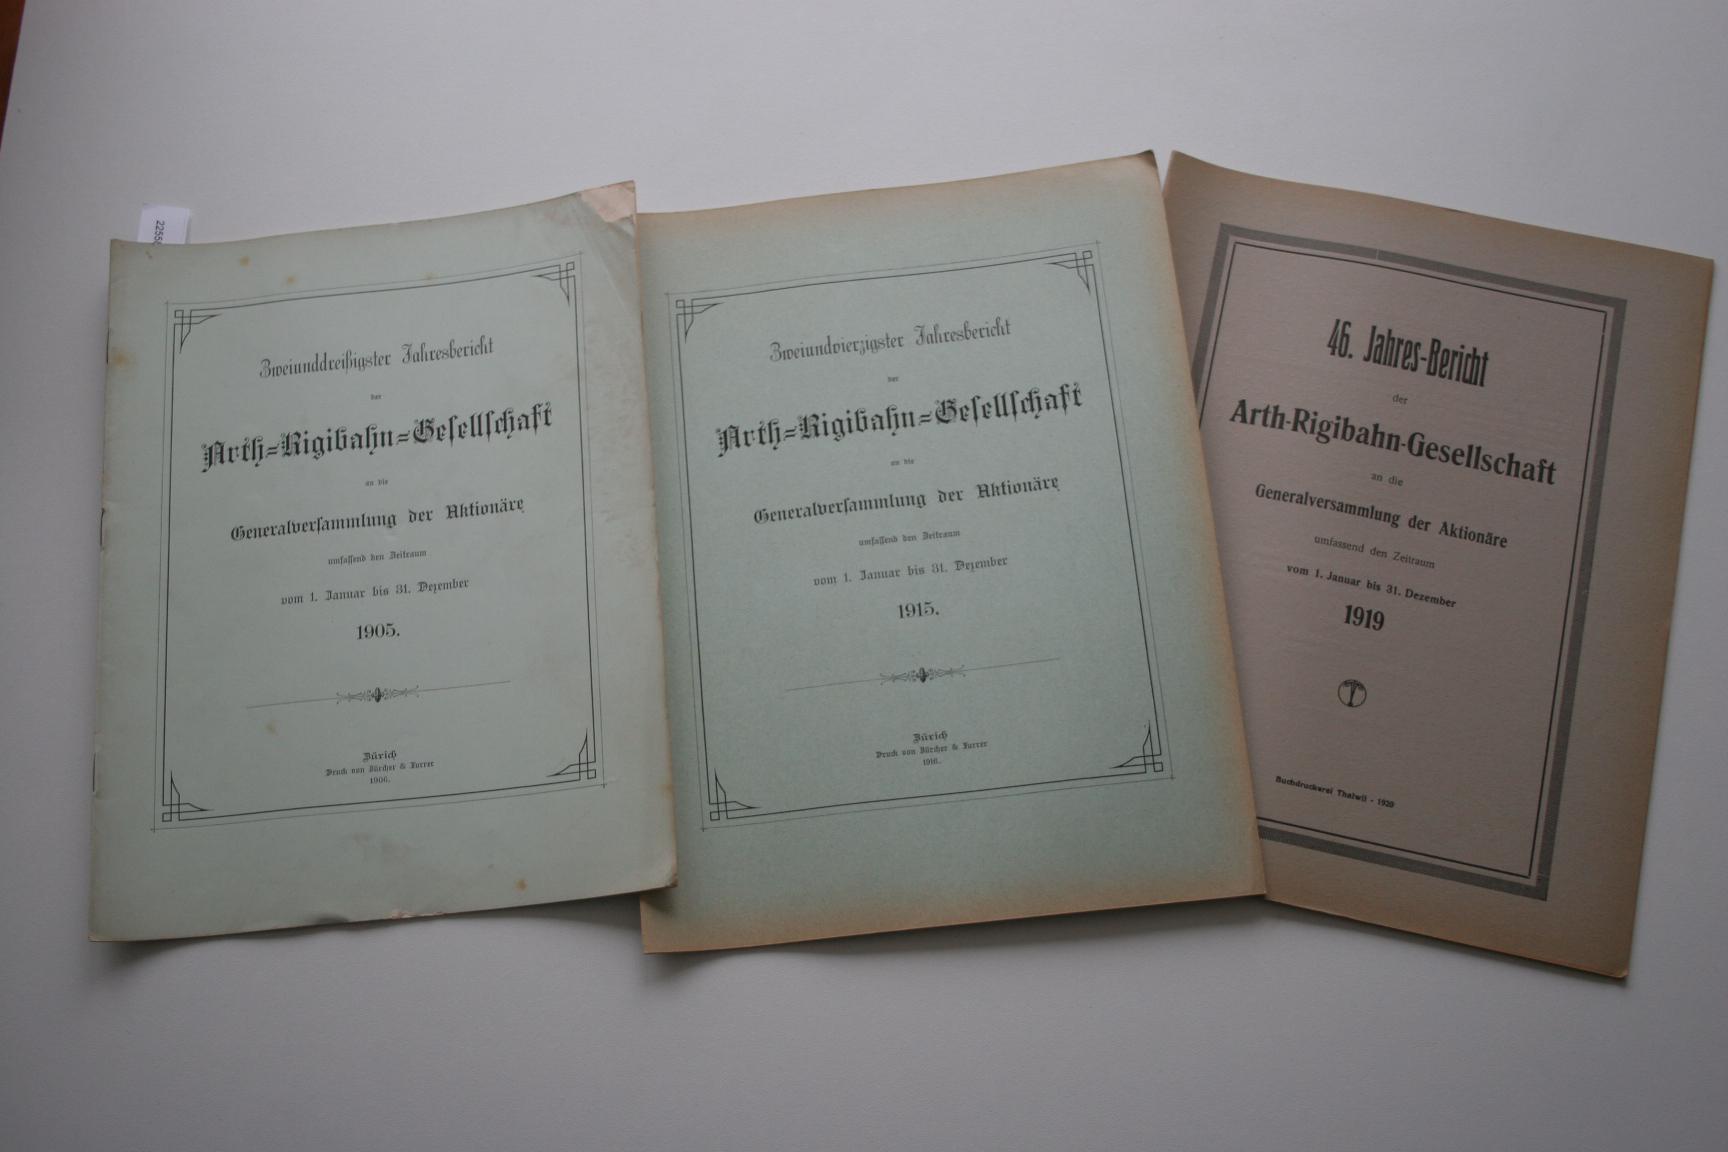 Zweiunddreißigster Jahresbericht
der
Arth-Rigibahn-Gesellschaft
an die
Generalversammlung der Aktionäre
umfassend den Zeitraum
vom 1. Januar bis 31. Dezember
1905.
Zürich
Druck von Zürcher & Furrer
1906.
Zweiundvierzigster Jahresbericht
der
Arth-Rigibahn-Gesellschaft
an die
Generalversammlung der Aktionäre
umfassend den Zeitraum
vom 1. Januar bis 31. Dezember
1915.
Zürich
Druck von Zürcher & Furrer
1916.
46. Jahres-Bericht
der
Arth-Rigibahn-Gesellschaft
an die
Generalversammlung der Aktionäre
umfassend den Zeitraum
vom 1. Januar bis 31. Dezember
1919
Buchdruckerei Thalwil - 1920